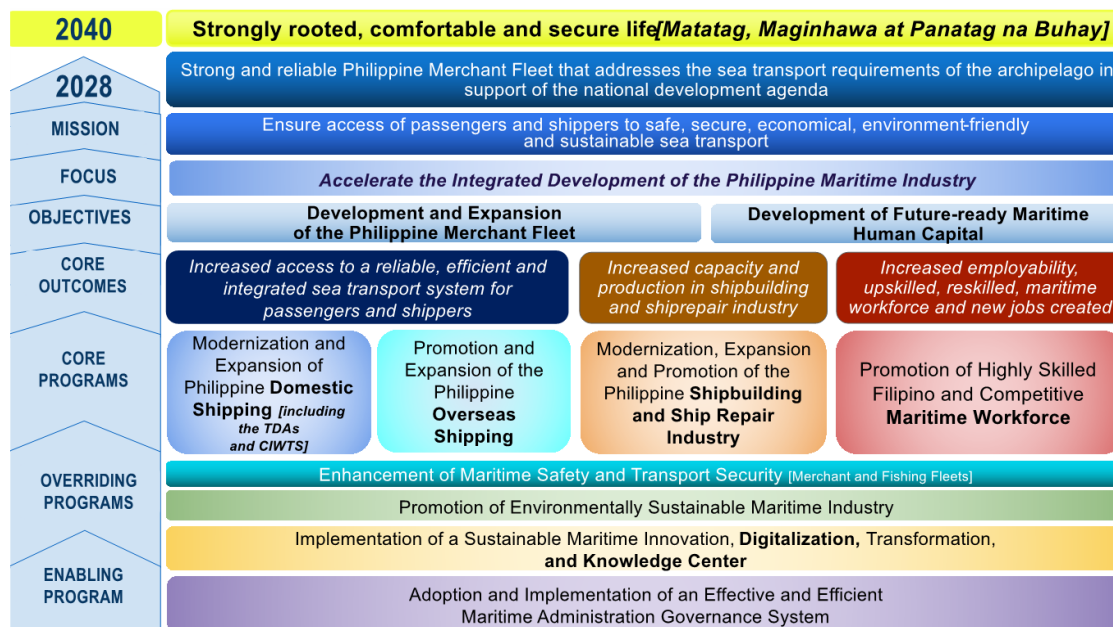 2040
Strongly rooted, comfortable and secure life[Matatag, Maginhawa at Panatag na Buhay]
2028
Strong and reliable Philippine Merchant Fleet that addresses the sea transport requirements of the archipelago in
support of the national development agenda
MISSION
Ensure access of passengers and shippers to safe, secure, economical, environment-friendly
and sustainable sea transport
FOCUS
Accelerate the Integrated Development of the Philippine Maritime Industry
OBJECTIVES
Development and Expansion
of the Philippine Merchant Fleet
Development of Future-ready Maritime
Human Capital
CORE
OUTCOMES
Increased access to a reliable, efficient and
integrated sea transport system for
passengers and shippers
Increased capacity and
production in shipbuilding
and shiprepair industry
Increased employability,
upskilled, reskilled, maritime
workforce and new jobs created
CORE
PROGRAMS
Modernization and
Expansion of
Philippine Domestic
Shipping [including
the TDAs
and CIWTS]
Promotion and
Expansion of the
Philippine
Overseas
Shipping
Modernization, Expansion
and Promotion of the
Philippine Shipbuilding
and Ship Repair
Industry
Promotion of Highly Skilled
Filipino and Competitive
Maritime Workforce
OVERRIDING
PROGRAMS
Enhancement of Maritime Safety and Transport Security [Merchant and Fishing Fleets]
Promotion of Environmentally Sustainable Maritime Industry
ENABLING
PROGRAM
Implementation of a Sustainable Maritime Innovation, Digitalization, Transformation,
and Knowledge Center
Adoption and Implementation of an Effective and Efficient
Maritime Administration Governance System